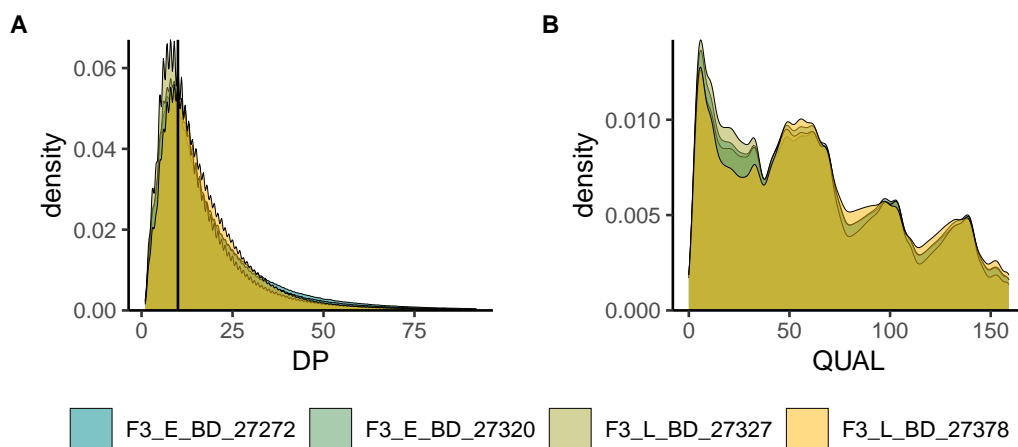 A
density
0.06
0.04
0.02
0.00
0 25 50 75
DP
B
density
0.010
0.005
0.000
0 50 100 150
QUAL
F3_E_BD_27272 F3_E_BD_27320 F3_L_BD_27327 F3_L_BD_27378